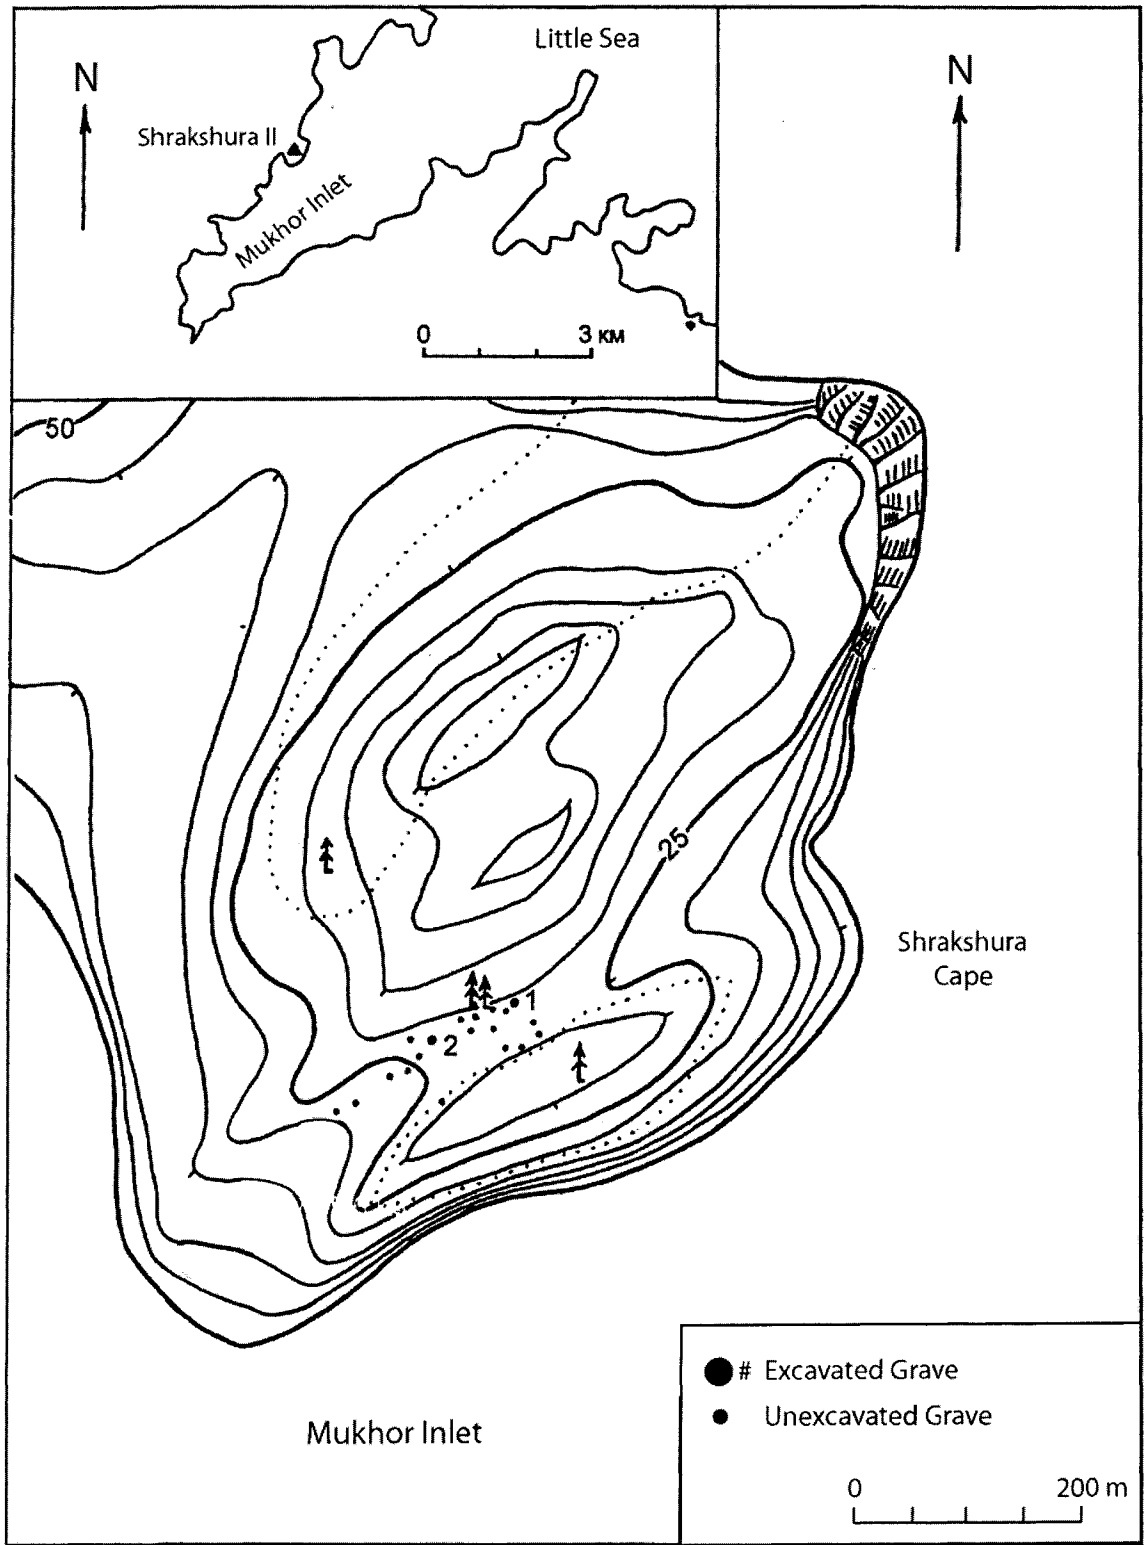 N
Little Sea
Shrakshura II
Mukhor Inlet
0 3 км
N
50
25
Shrakshura
Cape
1
2
Mukhor Inlet
# Excavated Grave
Unexcavated Grave
0 200 m